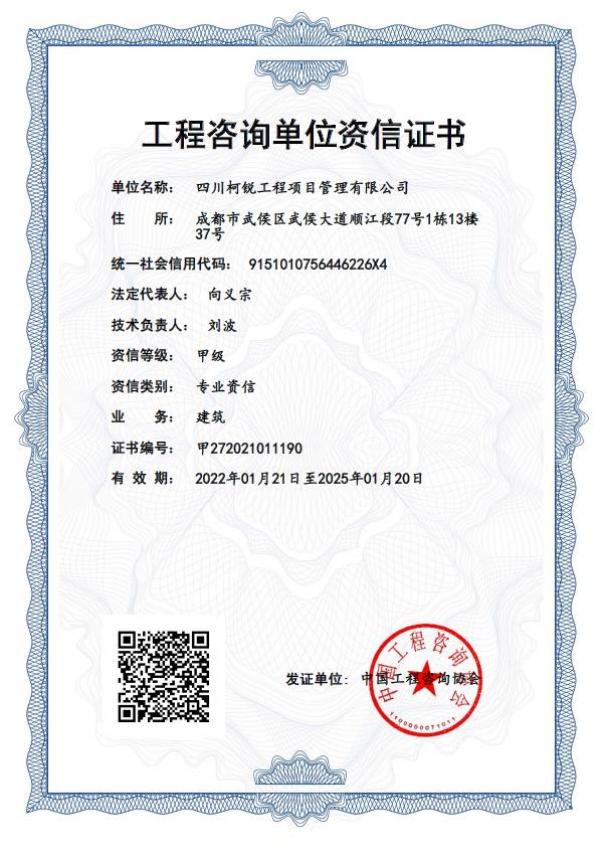 工程咨询单位资信证书
单位名称： 四川柯锐工程项目管理有限公司
住 所： 成都市武侯区武侯大道顺江段77号1栋13楼
37号
统一社会信用代码： 9151010756446226X4
法定代表人： 向义宗
技术负责人： 刘波
资信等级： 甲级
资信类别： 专业资信
业 务： 建筑
证书编号： 甲272021011190
有 效 期： 2022年01月21日至2025年01月20日
发证单位： 中国工程咨询协会
中国工程咨询协会
1100000071011